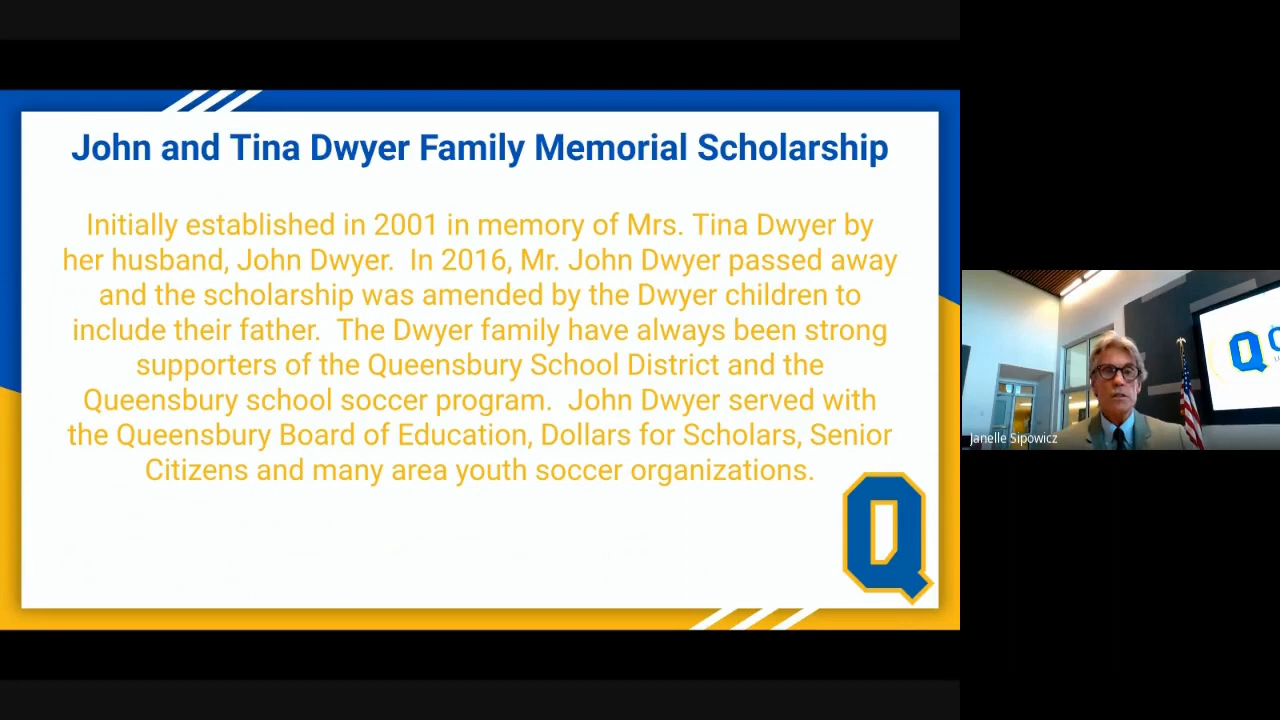 John and Tina Dwyer Family Memorial Scholarship
Initially established in 2001 in memory of Mrs. Tina Dwyer by
her husband, John Dwyer.  In 2016, Mr. John Dwyer passed away
and the scholarship was amended by the Dwyer children to
include their father.  The Dwyer family have always been strong
supporters of the Queensbury School District and the
Queensbury school soccer program.  John Dwyer served with
the Queensbury Board of Education, Dollars for Scholars, Senior
Citizens and many area youth soccer organizations.
Q
Q
Janelle Sipowicz